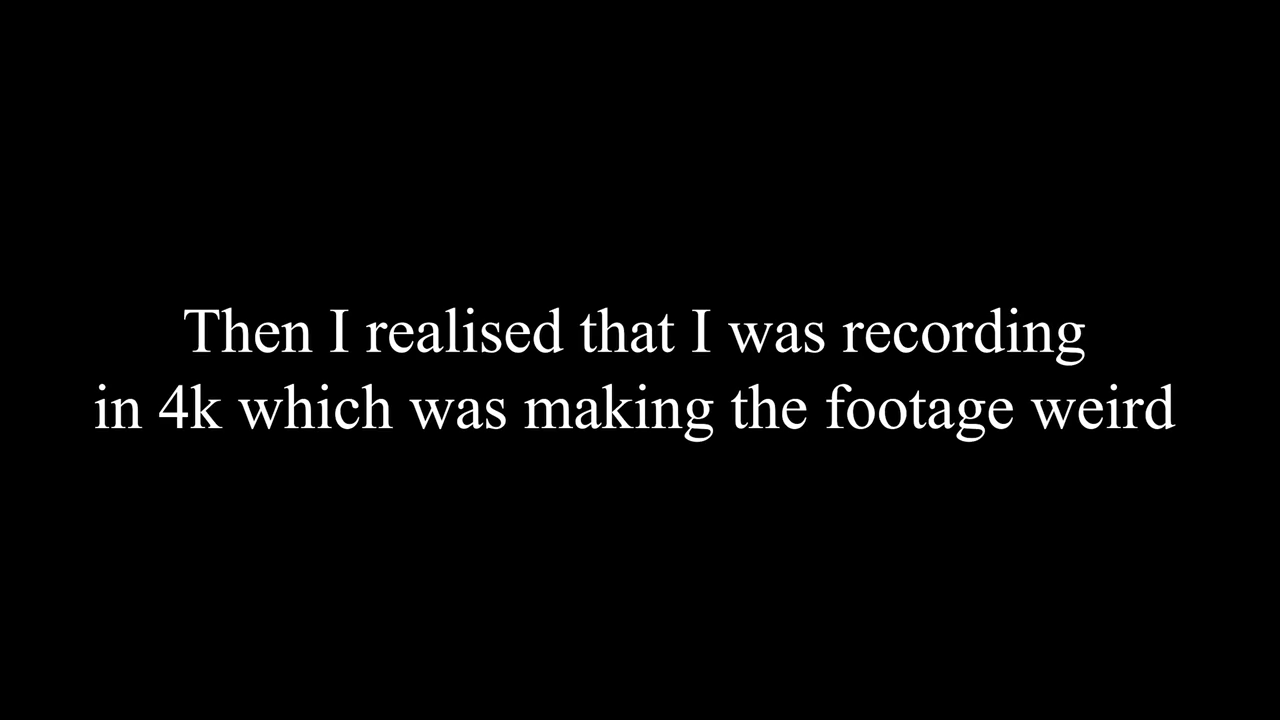 Then I realised that I was recording
in 4k which was making the footage weird